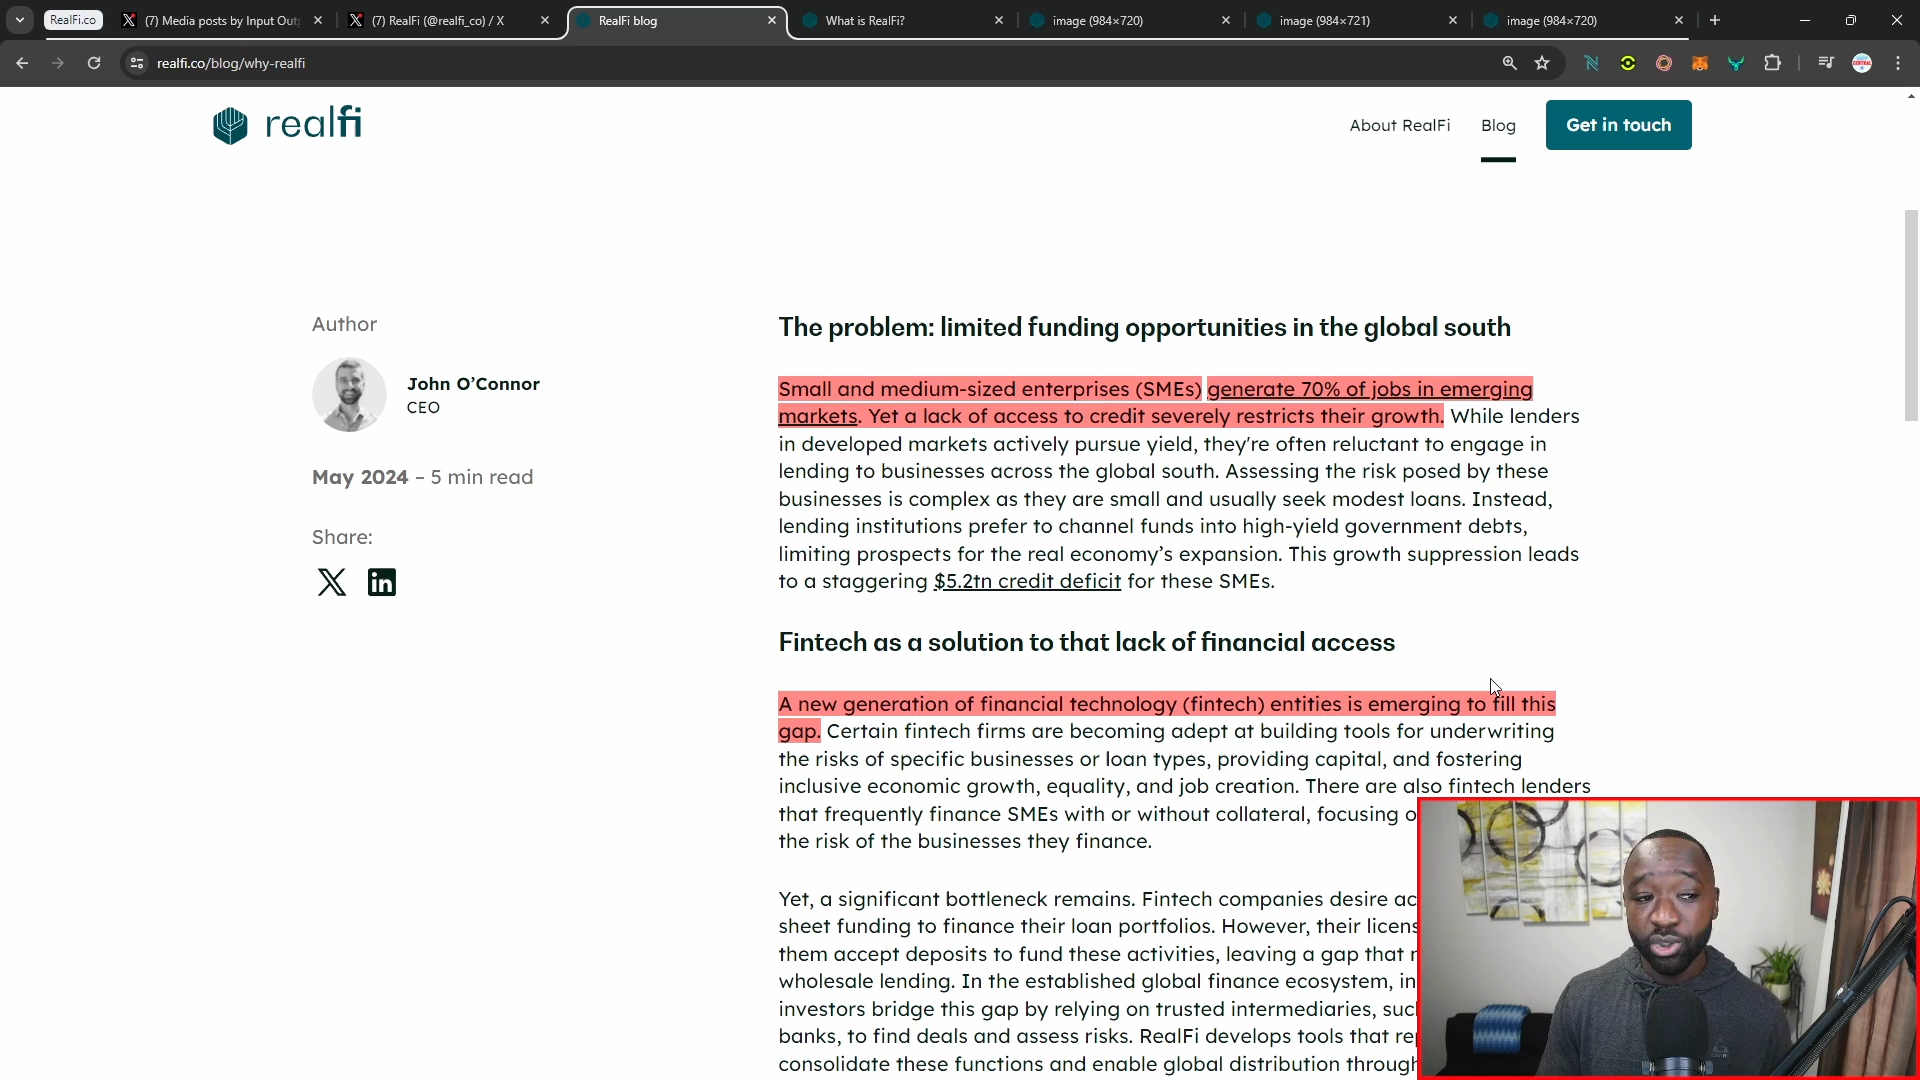 RealFi.co
(7) Media posts by Input Out
(7) RealFi (@realfi_co) / X
RealFi blog
What is RealFi?
image (984×720)
image (984×721)
image (984×720)
realfi.co/blog/why-realfi
realfi
About RealFi
Blog
Get in touch
Author
John O’Connor
CEO
May 2024 – 5 min read
Share:
The problem: limited funding opportunities in the global south
Small and medium-sized enterprises (SMEs) generate 70% of jobs in emerging
markets. Yet a lack of access to credit severely restricts their growth. While lenders
in developed markets actively pursue yield, they're often reluctant to engage in
lending to businesses across the global south. Assessing the risk posed by these
businesses is complex as they are small and usually seek modest loans. Instead,
lending institutions prefer to channel funds into high-yield government debts,
limiting prospects for the real economy’s expansion. This growth suppression leads
to a staggering $5.2tn credit deficit for these SMEs.
Fintech as a solution to that lack of financial access
A new generation of financial technology (fintech) entities is emerging to fill this
gap. Certain fintech firms are becoming adept at building tools for underwriting
the risks of specific businesses or loan types, providing capital, and fostering
inclusive economic growth, equality, and job creation. There are also fintech lenders
that frequently finance SMEs with or without collateral, focusing
the risk of the businesses they finance.
Yet, a significant bottleneck remains. Fintech companies desire
sheet funding to finance their loan portfolios. However, their
them accept deposits to fund these activities, leaving a gap that
wholesale lending. In the established global finance ecosystem,
investors bridge this gap by relying on trusted intermediaries,
banks, to find deals and assess risks. RealFi develops tools that
consolidate these functions and enable global distribution through